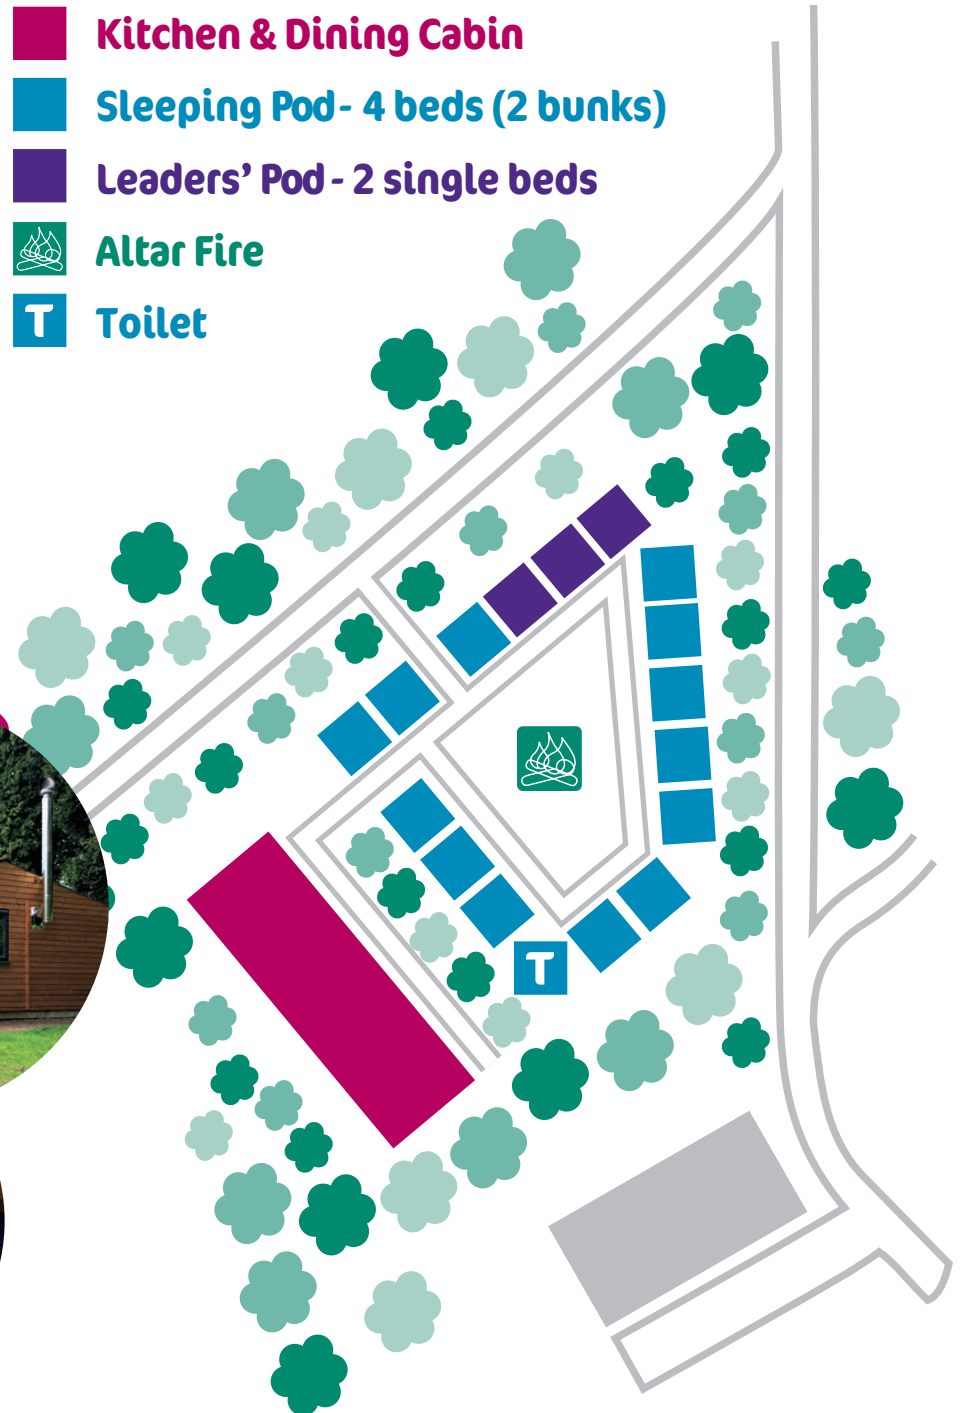 Kitchen & Dining Cabin
Sleeping Pod - 4 beds (2 bunks)
Leaders’ Pod - 2 single beds
Altar Fire
T Toilet
T